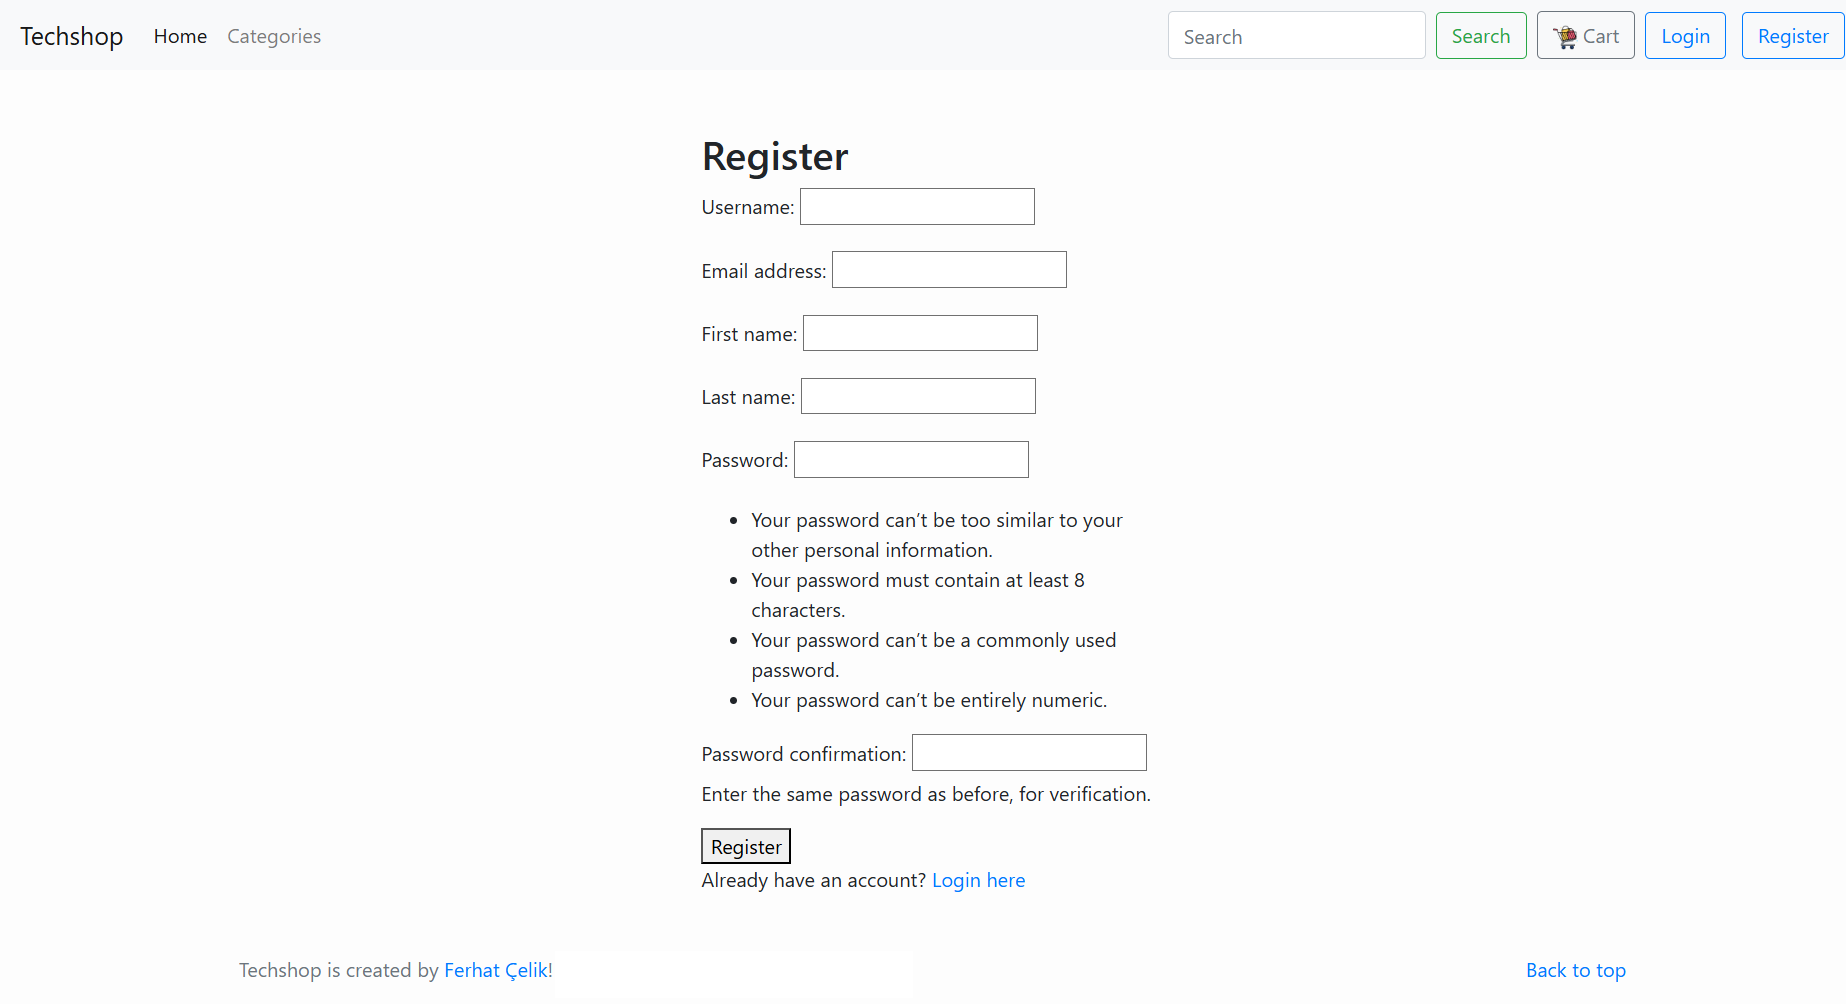 Techshop Home Categories Search Search Cart Login Register
Register
Username:
Email address:
First name:
Last name:
Password:
• Your password can’t be too similar to your
other personal information.
• Your password must contain at least 8
characters.
• Your password can’t be a commonly used
password.
• Your password can’t be entirely numeric.
Password confirmation:
Enter the same password as before, for verification.
Register
Already have an account? Login here
Techshop is created by Ferhat Çelik! Back to top